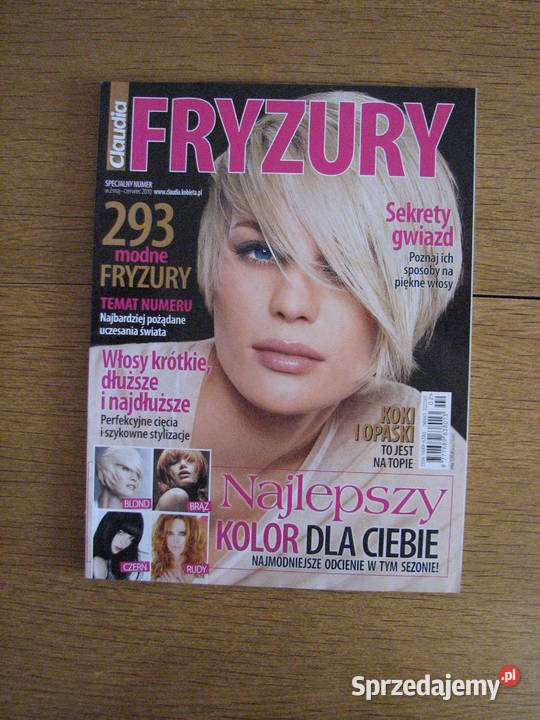 Claudia
FRYZURY
SPECJALNY NUMER
nr 2 maj - czerwiec 2010 www.claudia.kobieta.pl
293
modne
FRYZURY
TEMAT NUMERU
Najbardziej pożądane
uczesania świata
Sekrety
gwiazd
Poznaj ich
sposoby na
piękne włosy
Włosy krótkie,
dłuższe
i najdłuższe
Perfekcyjne cięcia
i szykowne stylizacje
KOKI
I OPASKI
TO JEST
NA TOPIE
BLOND
BRĄZ
CZERŃ
RUDY
Najlepszy
KOLOR DLA CIEBIE
NAJMODNIEJSZE ODCIENIE W TYM SEZONIE!
Sprzedajemy.pl